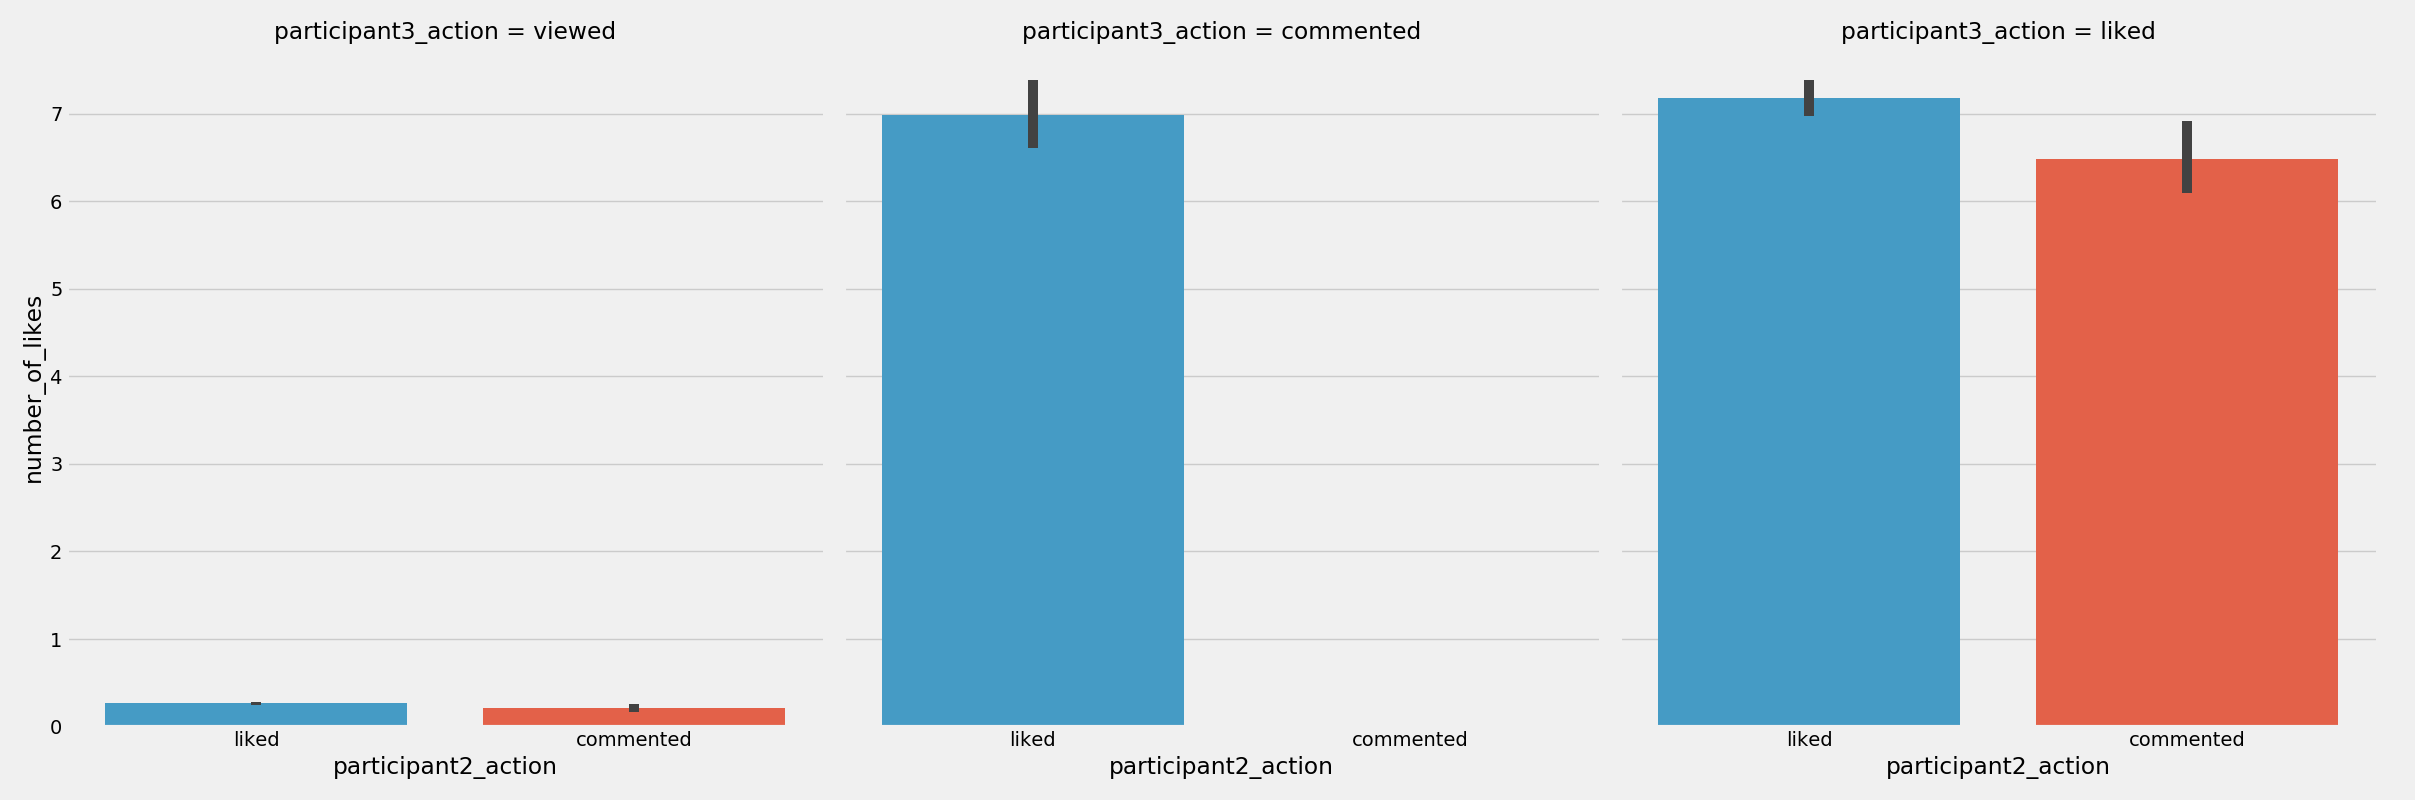 participant3_action = viewed
participant3_action = commented
participant3_action = liked
number_of_likes
7
6
5
4
3
2
1
0
liked
commented
liked
commented
liked
commented
participant2_action
participant2_action
participant2_action